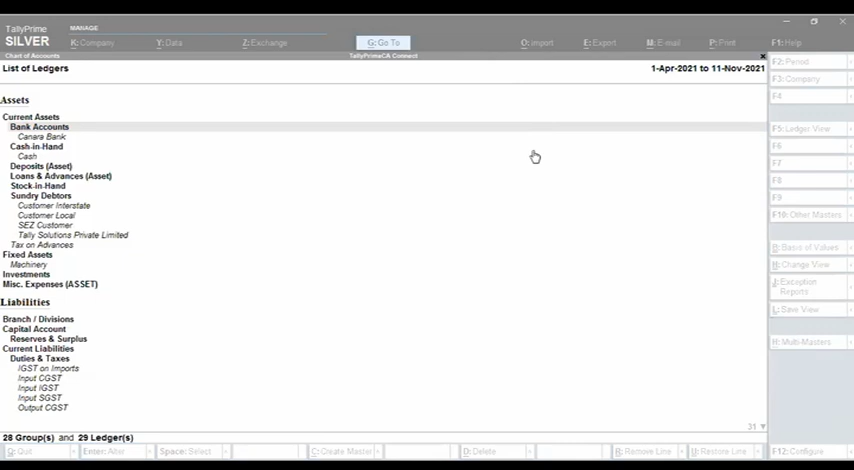 TallyPrime
SILVER
MANAGE
K: Company
Y: Data
Z: Exchange
G: Go To
O: Import
E: Export
M: E-mail
P: Print
F1: Help
Chart of Accounts
TallyPrimeCA Connect
List of Ledgers
1-Apr-2021 to 11-Nov-2021
Assets
Current Assets
Bank Accounts
Canara Bank
Cash-in-Hand
Cash
Deposits (Asset)
Loans & Advances (Asset)
Stock-in-Hand
Sundry Debtors
Customer Interstate
Customer Local
SEZ Customer
Tally Solutions Private Limited
Tax on Advances
Fixed Assets
Machinery
Investments
Misc. Expenses (ASSET)
Liabilities
Branch / Divisions
Capital Account
Reserves & Surplus
Current Liabilities
Duties & Taxes
IGST on Imports
Input CGST
Input IGST
Input SGST
Output CGST
31
28 Group(s) and 29 Ledger(s)
F2: Period
F3: Company
F4
F5: Ledger View
F6
F7
F8
F9
F10: Other Masters
B: Basis of Values
H: Change View
J: Exception
Reports
L: Save View
H: Multi-Masters
Q: Quit
Enter: Alter
Space: Select
C: Create Master
D: Delete
R: Remove Line
U: Restore Line
F12: Configure